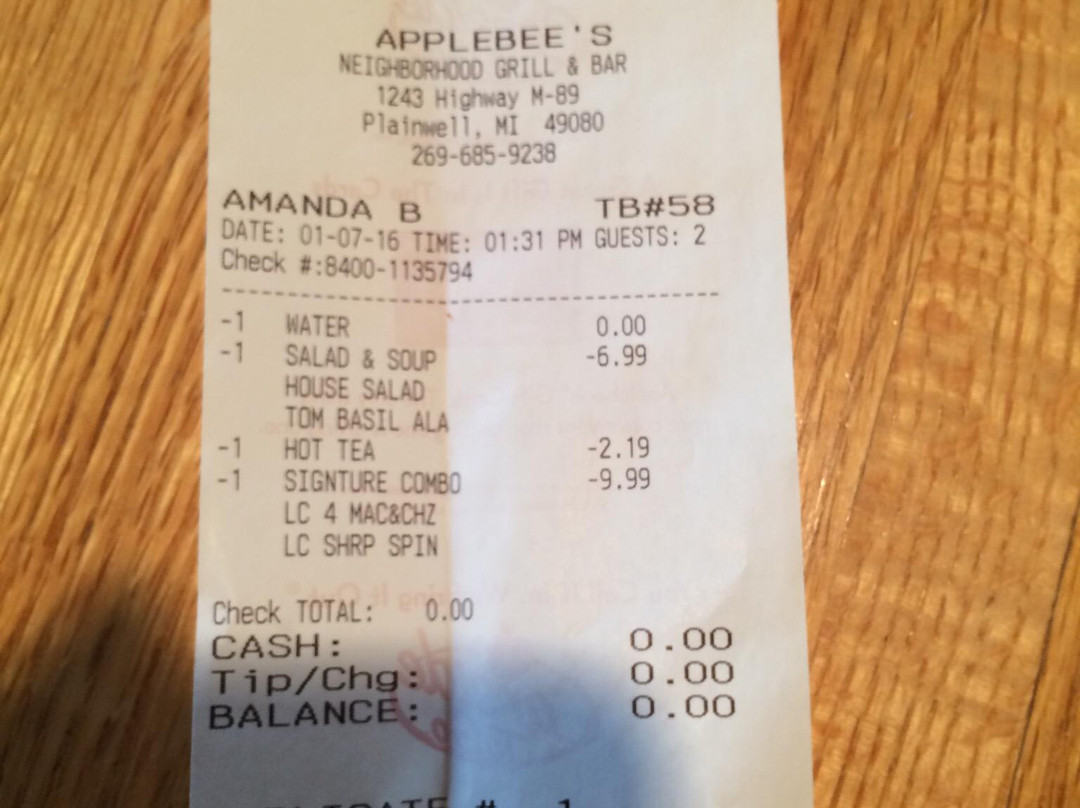 APPLEBEE'S
NEIGHBORHOOD GRILL & BAR
1243 Highway M-89
Plainwell, MI 49080
269-685-9238
AMANDA B TB#58
DATE: 01-07-16 TIME: 01:31 PM GUESTS: 2
Check #:8400-1135794
-1 WATER 0.00
-1 SALAD & SOUP -6.99
HOUSE SALAD
TOM BASIL ALA
-1 HOT TEA -2.19
-1 SIGNTURE COMBO -9.99
LC 4 MAC&CHZ
LC SHRP SPIN
Check TOTAL: 0.00
CASH: 0.00
Tip/Chg: 0.00
BALANCE: 0.00
# 1